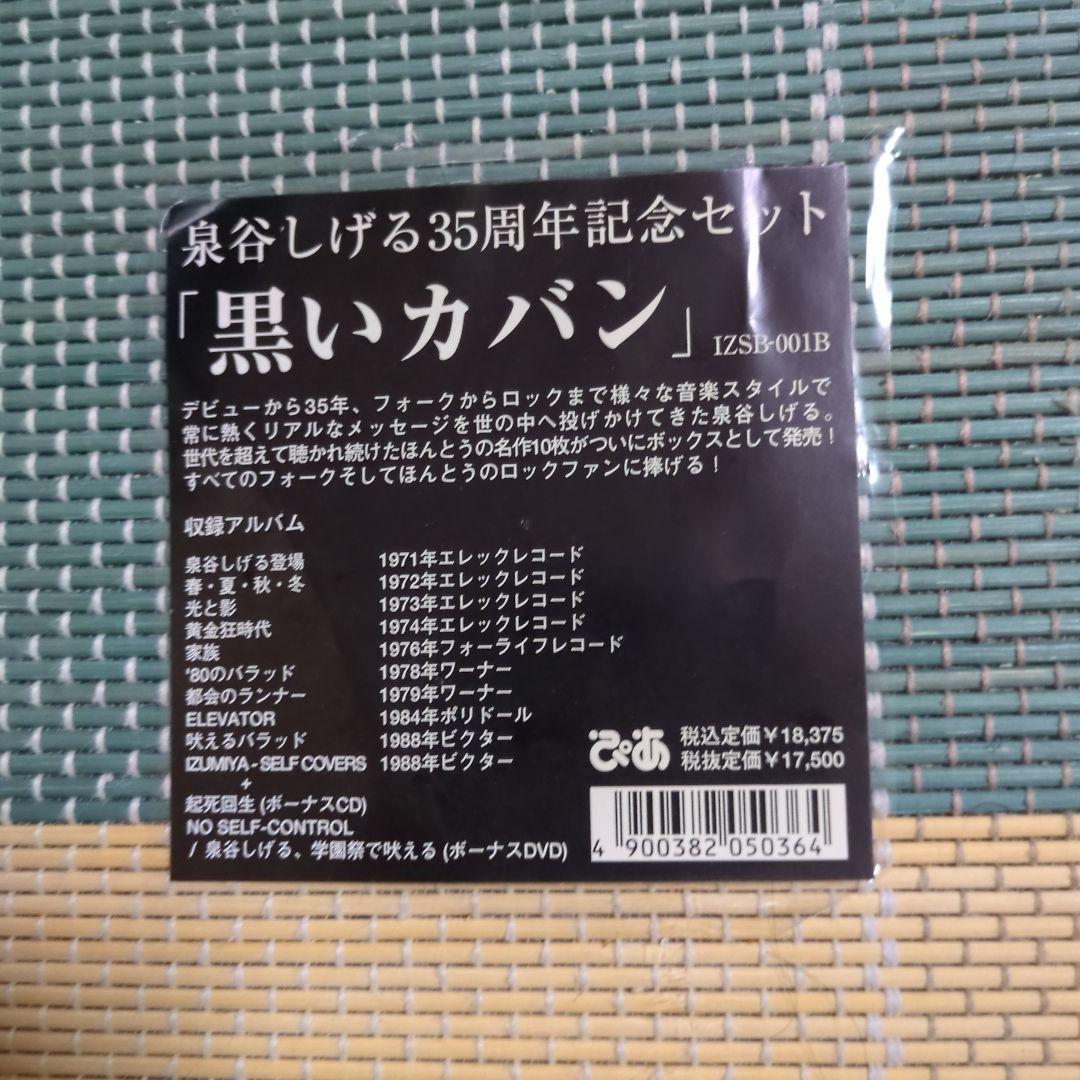 泉谷しげる35周年記念セット
「黒いカバン」 IZSB-001B
デビューから35年、フォークからロックまで様々な音楽スタイルで
常に熱くリアルなメッセージを世の中へ投げかけてきた泉谷しげる。
世代を超えて聴かれ続けたほんとうの名作10枚がついにボックスとして発売！
すべてのフォークそしてほんとうのロックファンに捧げる！
収録アルバム
泉谷しげる登場 1971年エレックレコード
春・夏・秋・冬 1972年エレックレコード
光と影 1973年エレックレコード
黄金狂時代 1974年エレックレコード
家族 1976年フォーライフレコード
'80のバラッド 1978年ワーナー
都会のランナー 1979年ワーナー
ELEVATOR 1984年ポリドール
吠えるバラッド 1988年ビクター
IZUMIYA - SELF COVERS 1988年ビクター
+
起死回生 (ボーナスCD)
NO SELF-CONTROL
/ 泉谷しげる、学園祭で吠える (ボーナスDVD)
ぴあ
税込定価￥18,375
税抜定価￥17,500
4 900382 050364